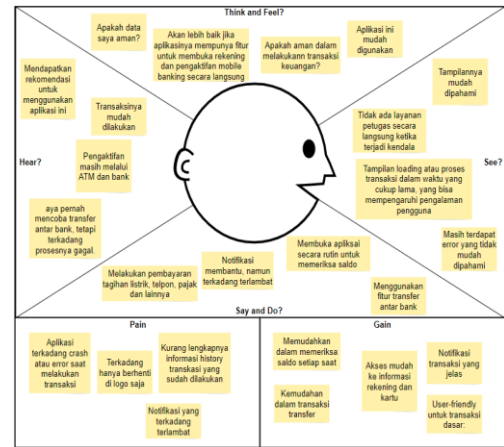 Think and Feel?
Apakah data
saya aman?
Akan lebih baik jika
aplikasinya mempunya fitur
untuk membuka rekening
dan pengaktifan mobile
banking secara langsung
Apakah aman dalam
melakukann transaksi
keuangan?
Aplikasi ini
mudah
digunakan
Mendapatkan
rekomendasi
untuk
menggunakan
aplikasi ini
Transaksinya
mudah
dilakukan
Hear?
Pengaktifan
masih melalui
ATM dan bank
aya pernah
mencoba transfer
antar bank, tetapi
terkadang
prosesnya gagal.
Tampilannya
mudah
dipahami
Tidak ada layanan
petugas secara
langsung ketika
terjadi kendala
See?
Tampilan loading atau proses
transaksi dalam waktu yang
cukup lama, yang bisa
mempengaruhi pengalaman
pengguna
Masih terdapat
error yang tidak
mudah
dipahami
Melakukan pembayaran
tagihan listrik, telpon, pajak
dan lainnya
Notifikasi
membantu, namun
terkadang terlambat
Membuka apliksai
secara rutin untuk
memeriksa saldo
Menggunakan
fitur transfer
antar bank
Say and Do?
Pain
Aplikasi
terkadang crash
atau error saat
melakukan
transaksi
Terkadang
hanya berhenti
di logo saja
Kurang lengkapnya
informasi history
transkasi yang
sudah dilakukan
Notifikasi yang
terkadang
terlambat
Gain
Memudahkan
dalam memeriksa
saldo setiap saat
Kemudahan
dalam transaksi
transfer
Akses mudah
ke informasi
rekening dan
kartu
Notifikasi
transaksi yang
jelas
User-friendly
untuk transaksi
dasar: